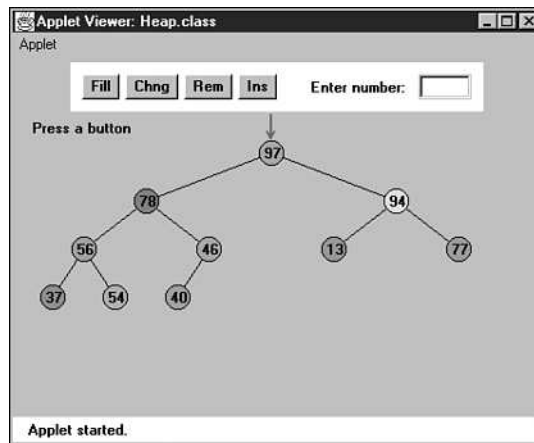 Applet Viewer: Heap.class
Applet
Fill Chng Rem Ins Enter number:
Press a button
97
78 94
56 46 13 77
37 54 40
Applet started.